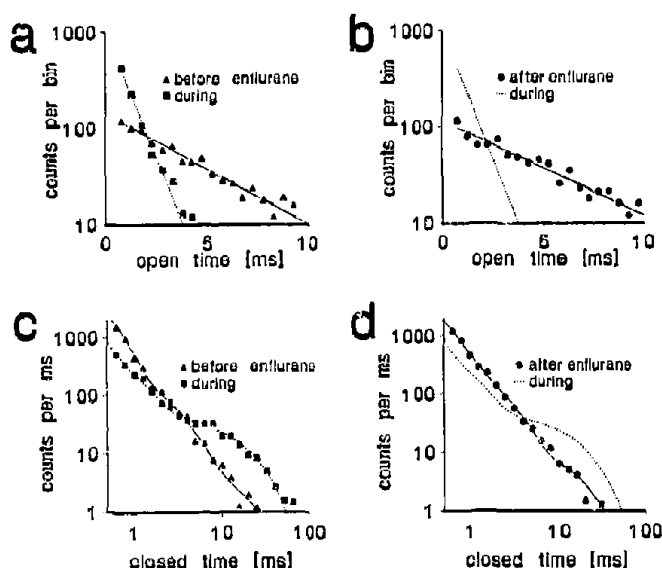 a
1000
100
10
counts per bin
before enflurane
during
5
10
open time [ms]
b
1000
100
10
counts per bin
after enflurane
during
5
10
open time [ms]
c
1000
100
10
1
counts per ms
before enflurane
during
1
10
100
closed time [ms]
d
1000
100
10
1
counts per ms
after enflurane
during
1
10
100
closed time [ms]